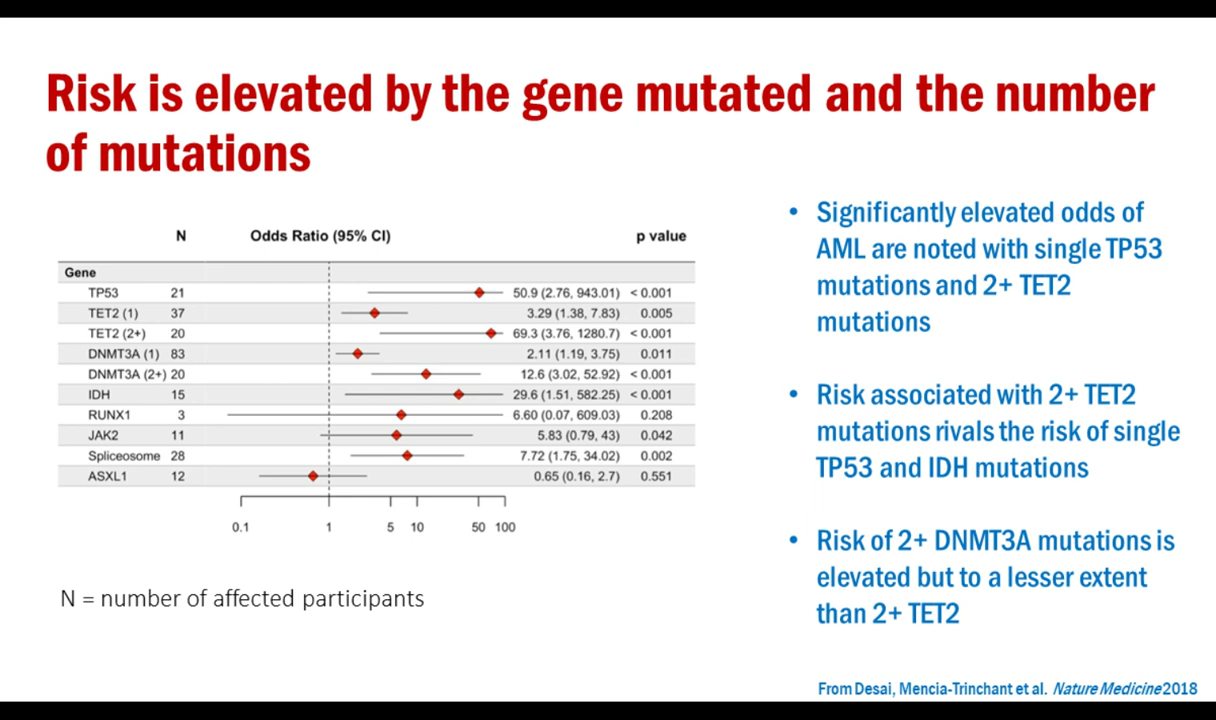 Risk is elevated by the gene mutated and the number
of mutations
N Odds Ratio (95% CI) p value
Gene
TP53 21 50.9 (2.76, 943.01) < 0.001
TET2 (1) 37 3.29 (1.38, 7.83) 0.005
TET2 (2+) 20 69.3 (3.76, 1280.7) < 0.001
DNMT3A (1) 83 2.11 (1.19, 3.75) 0.011
DNMT3A (2+) 20 12.6 (3.02, 52.92) < 0.001
IDH 15 29.6 (1.51, 582.25) < 0.001
RUNX1 3 6.60 (0.07, 609.03) 0.208
JAK2 11 5.83 (0.79, 43) 0.042
Spliceosome 28 7.72 (1.75, 34.02) 0.002
ASXL1 12 0.65 (0.16, 2.7) 0.551
0.1 1 5 10 50 100
N = number of affected participants
• Significantly elevated odds of
AML are noted with single TP53
mutations and 2+ TET2
mutations
• Risk associated with 2+ TET2
mutations rivals the risk of single
TP53 and IDH mutations
• Risk of 2+ DNMT3A mutations is
elevated but to a lesser extent
than 2+ TET2
From Desai, Mencia-Trinchant et al. Nature Medicine 2018